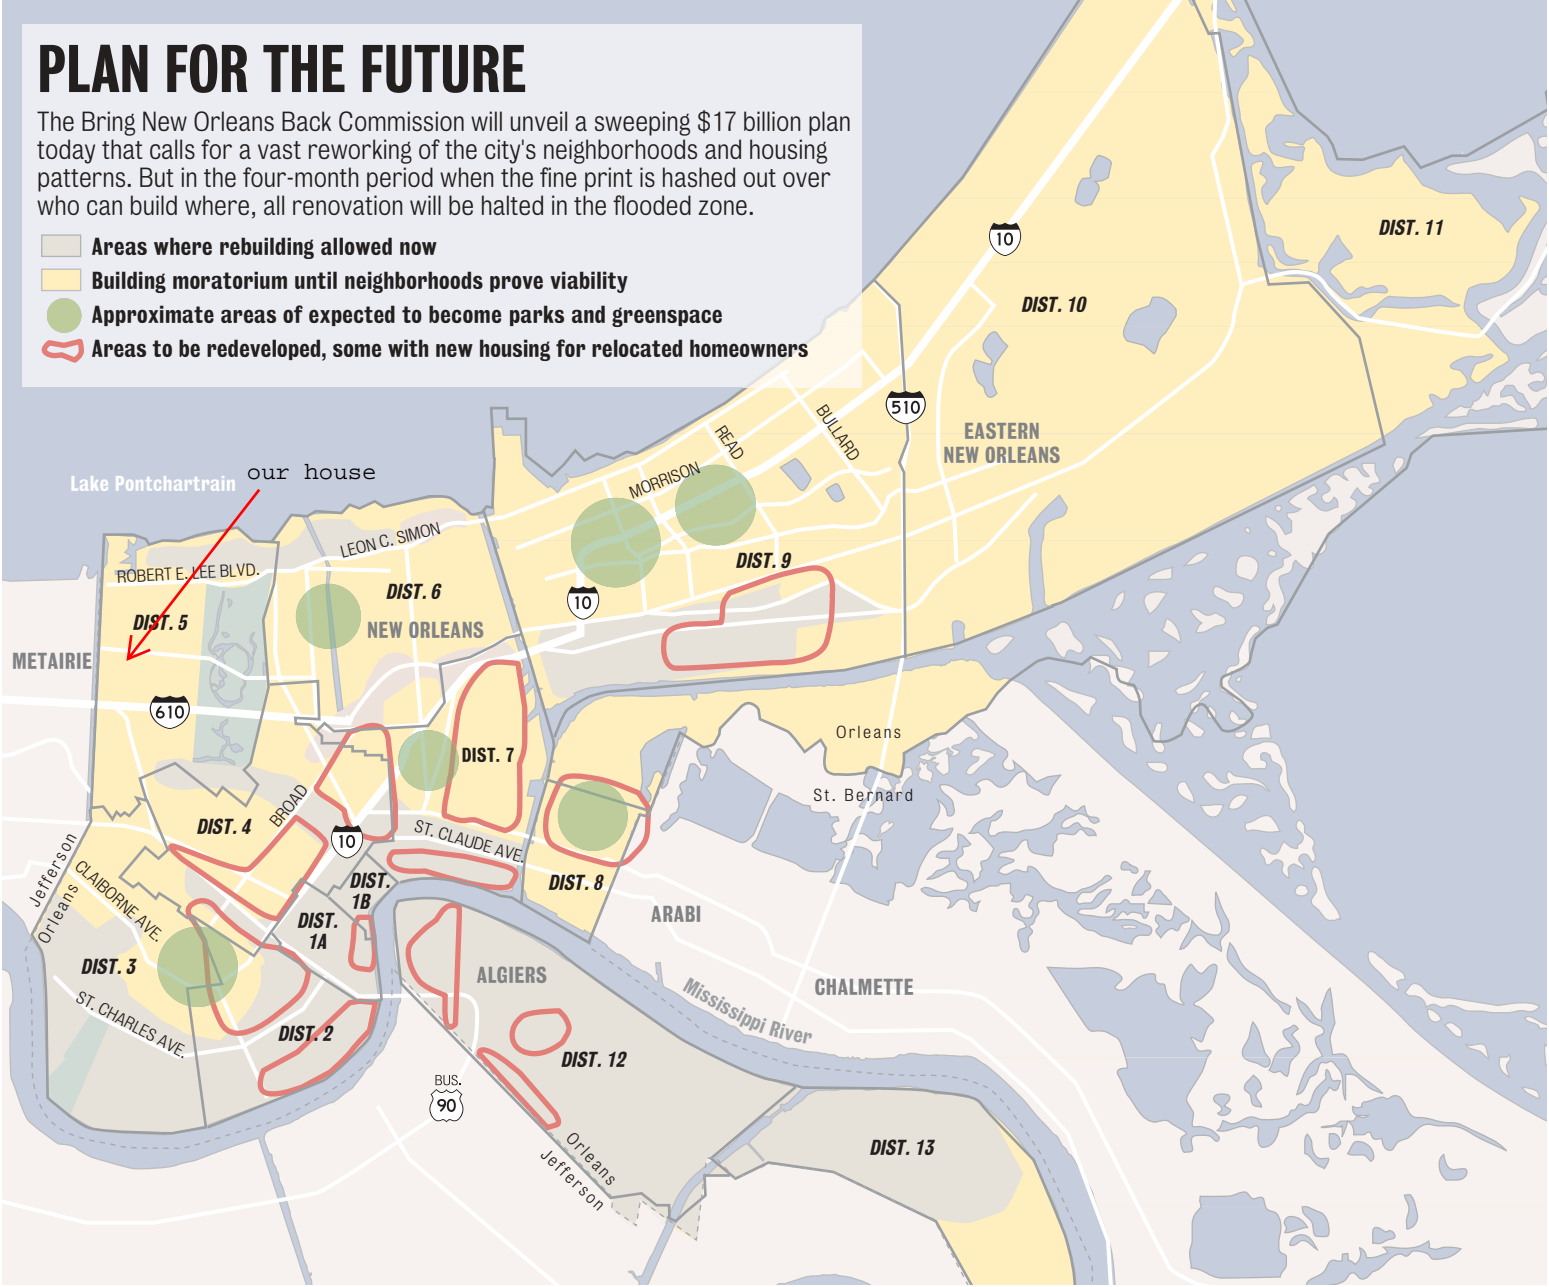 PLAN FOR THE FUTURE
The Bring New Orleans Back Commission will unveil a sweeping $17 billion plan
today that calls for a vast reworking of the city's neighborhoods and housing
patterns. But in the four-month period when the fine print is hashed out over
who can build where, all renovation will be halted in the flooded zone.
Areas where rebuilding allowed now
Building moratorium until neighborhoods prove viability
Approximate areas of expected to become parks and greenspace
Areas to be redeveloped, some with new housing for relocated homeowners
DIST. 11
10
DIST. 10
510
BULLARD
READ
EASTERN
NEW ORLEANS
MORRISON
Lake Pontchartrain
our house
LEON C. SIMON
ROBERT E. LEE BLVD.
DIST. 9
DIST. 6
10
DIST. 5
NEW ORLEANS
METAIRIE
610
Orleans
DIST. 7
St. Bernard
BROAD
DIST. 4
10
ST. CLAUDE AVE.
Jefferson
Orleans
CLAIBORNE AVE.
DIST.
1B
DIST. 8
DIST.
1A
ARABI
DIST. 3
ALGIERS
CHALMETTE
Mississippi River
ST. CHARLES AVE.
DIST. 2
DIST. 12
BUS.
90
Orleans
Jefferson
DIST. 13